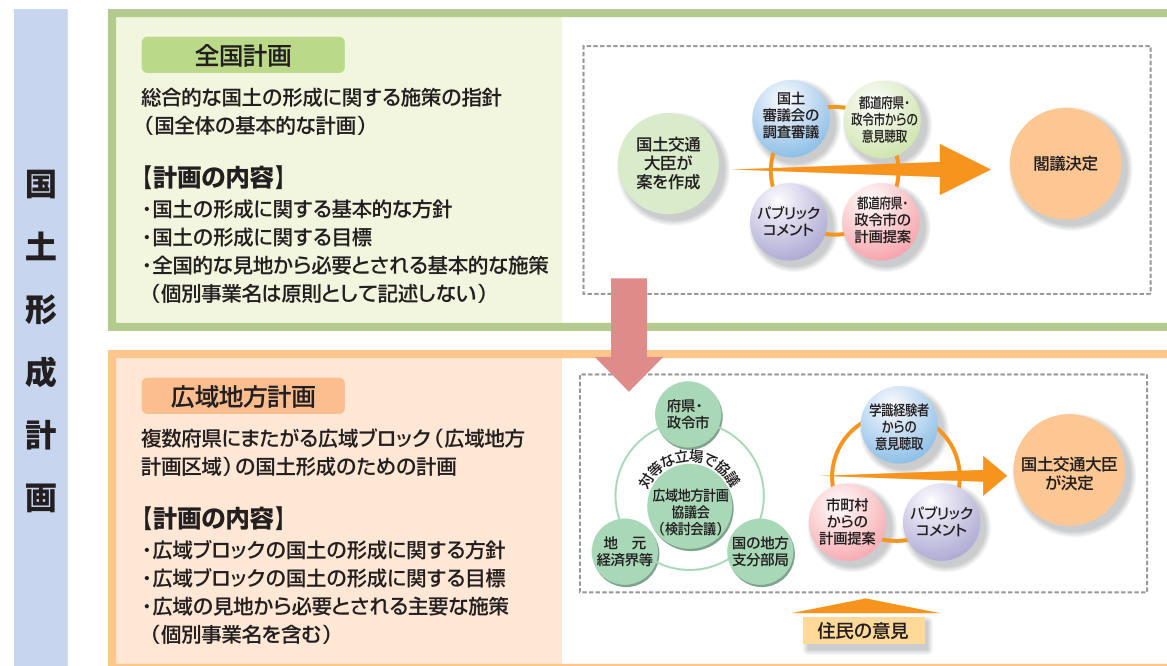 国土形成計画
全国計画
総合的な国土の形成に関する施策の指針
（国全体の基本的な計画）
【計画の内容】
・国土の形成に関する基本的な方針
・国土の形成に関する目標
・全国的な見地から必要とされる基本的な施策
（個別事業名は原則として記述しない）
国土交通
大臣が
案を作成
国土
審議会の
調査審議
都道府県・
政令市からの
意見聴取
パブリック
コメント
都道府県・
政令市の
計画提案
閣議決定
広域地方計画
複数府県にまたがる広域ブロック（広域地方
計画区域）の国土形成のための計画
【計画の内容】
・広域ブロックの国土の形成に関する方針
・広域ブロックの国土の形成に関する目標
・広域の見地から必要とされる主要な施策
（個別事業名を含む）
府県・
政令市
対等な立場で協議
広域地方計画
協議会
（検討会議）
地　元
経済界等
国の地方
支分部局
学識経験者
からの
意見聴取
市町村
からの
計画提案
パブリック
コメント
国土交通大臣
が決定
住民の意見